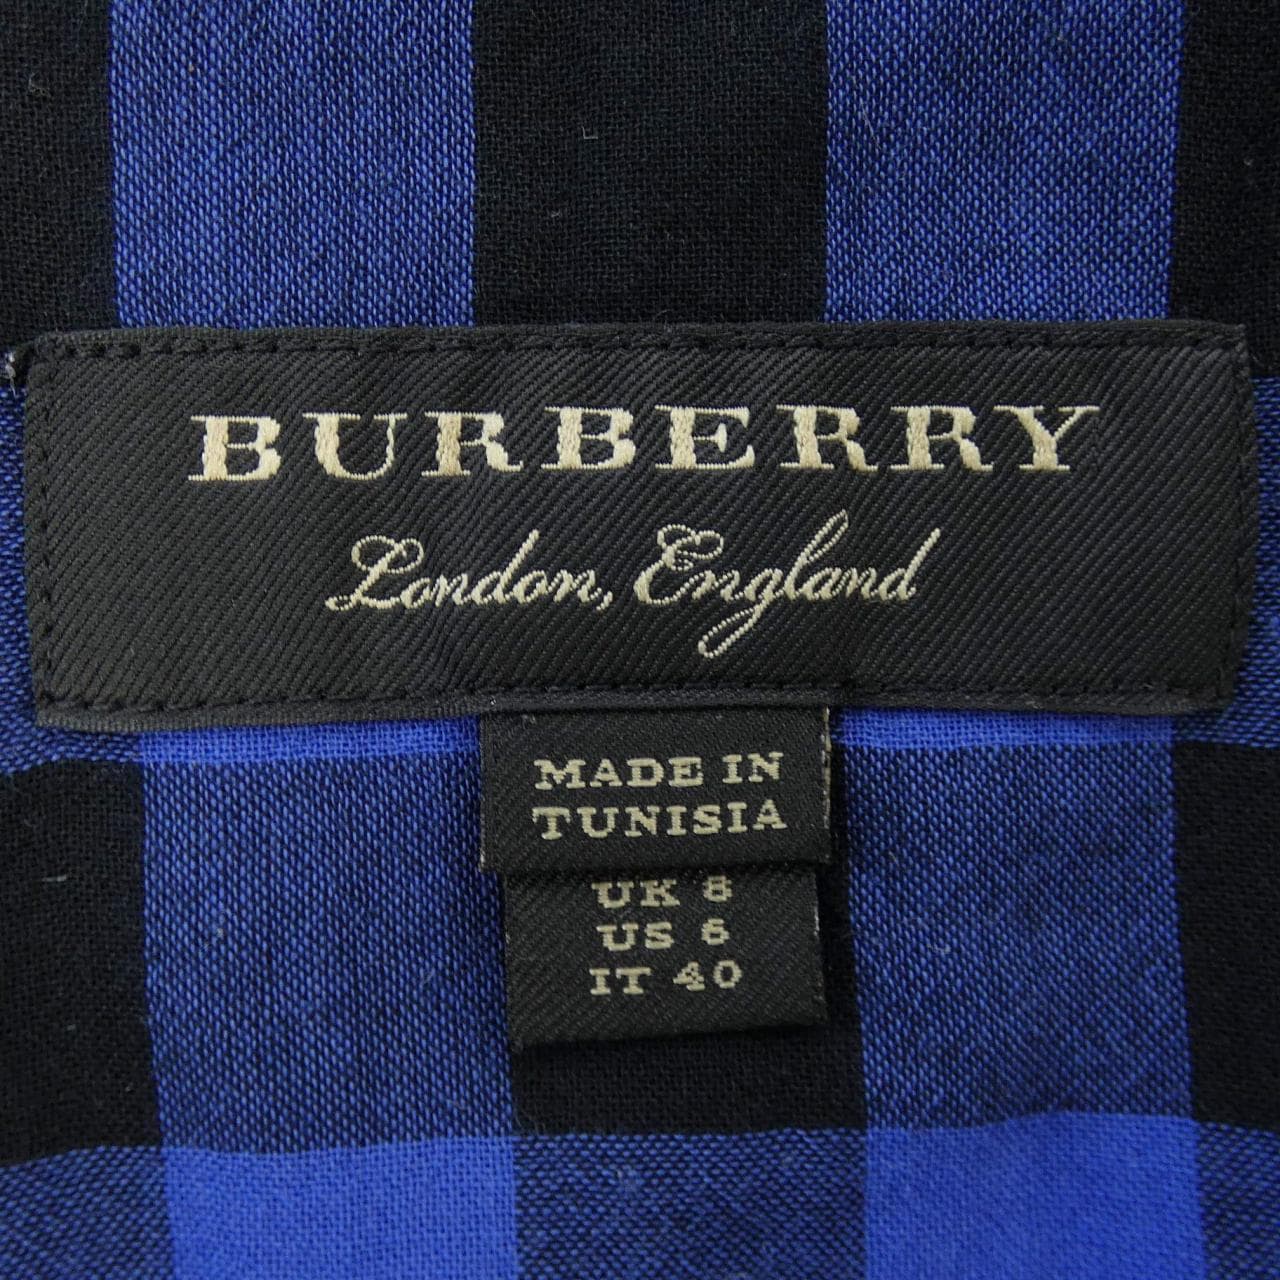 BURBERRY
London, England
MADE IN
TUNISIA
UK 8
US 6
IT 40